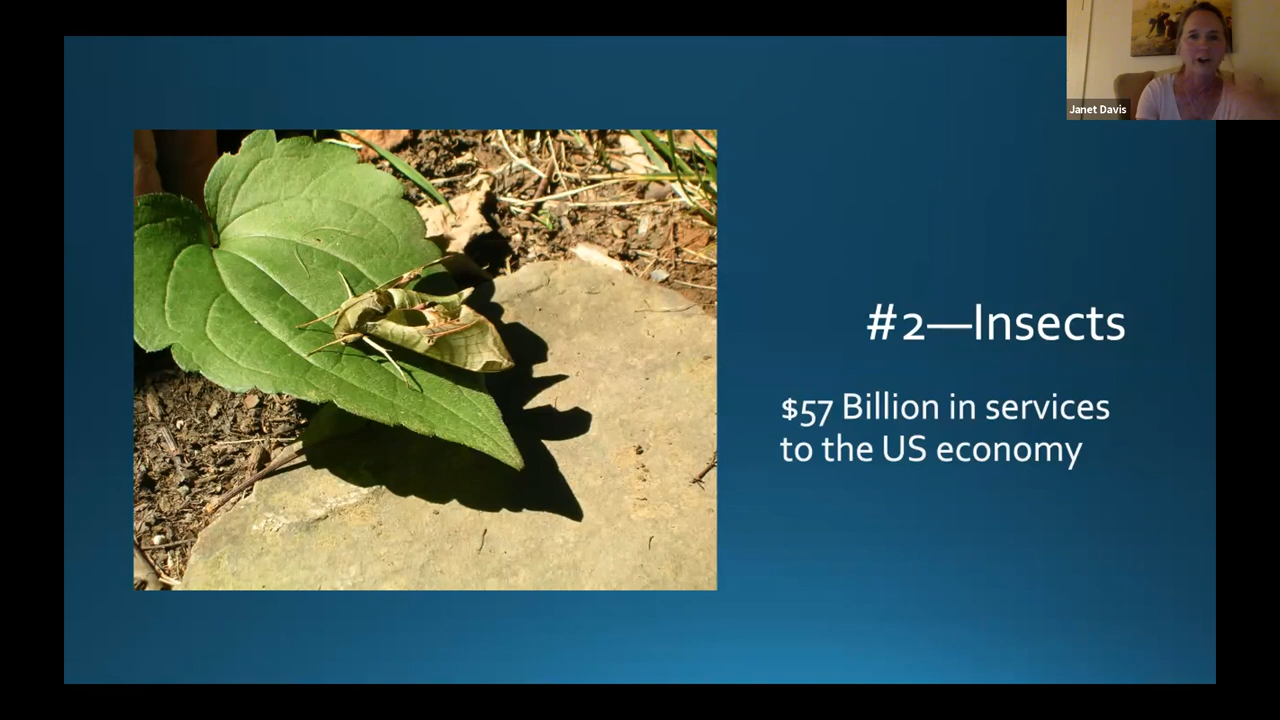 Janet Davis
#2—Insects
$57 Billion in services
to the US economy